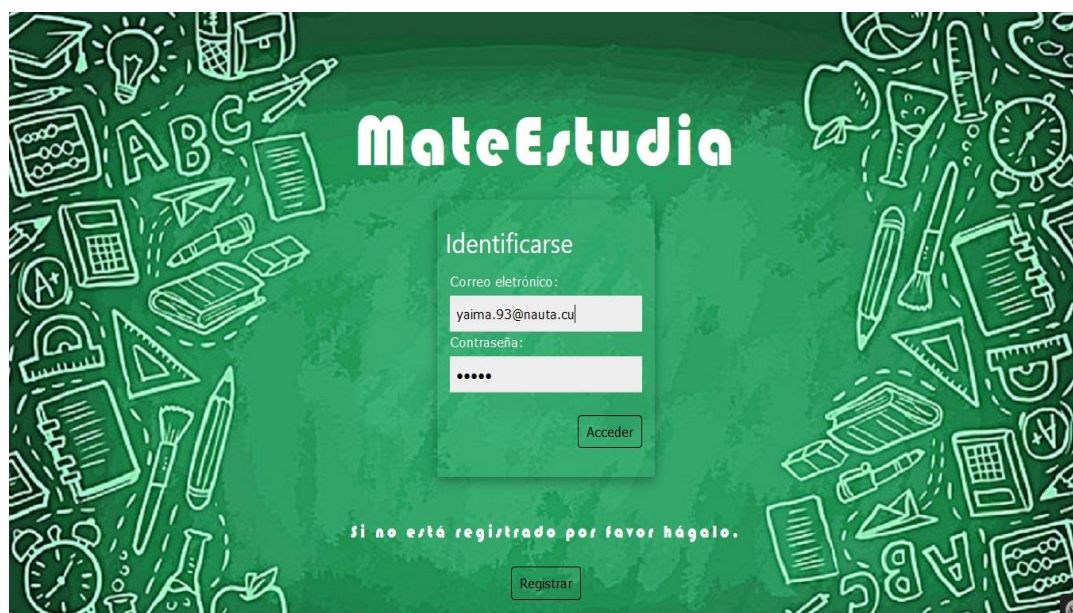 MateEstudia
Identificarse
Correo eletrónico:
yaima.93@nauta.cu
Contraseña:
•••••
Acceder
Si no está registrado por favor hágalo.
Registrar
A B C
A+
A+
A B C